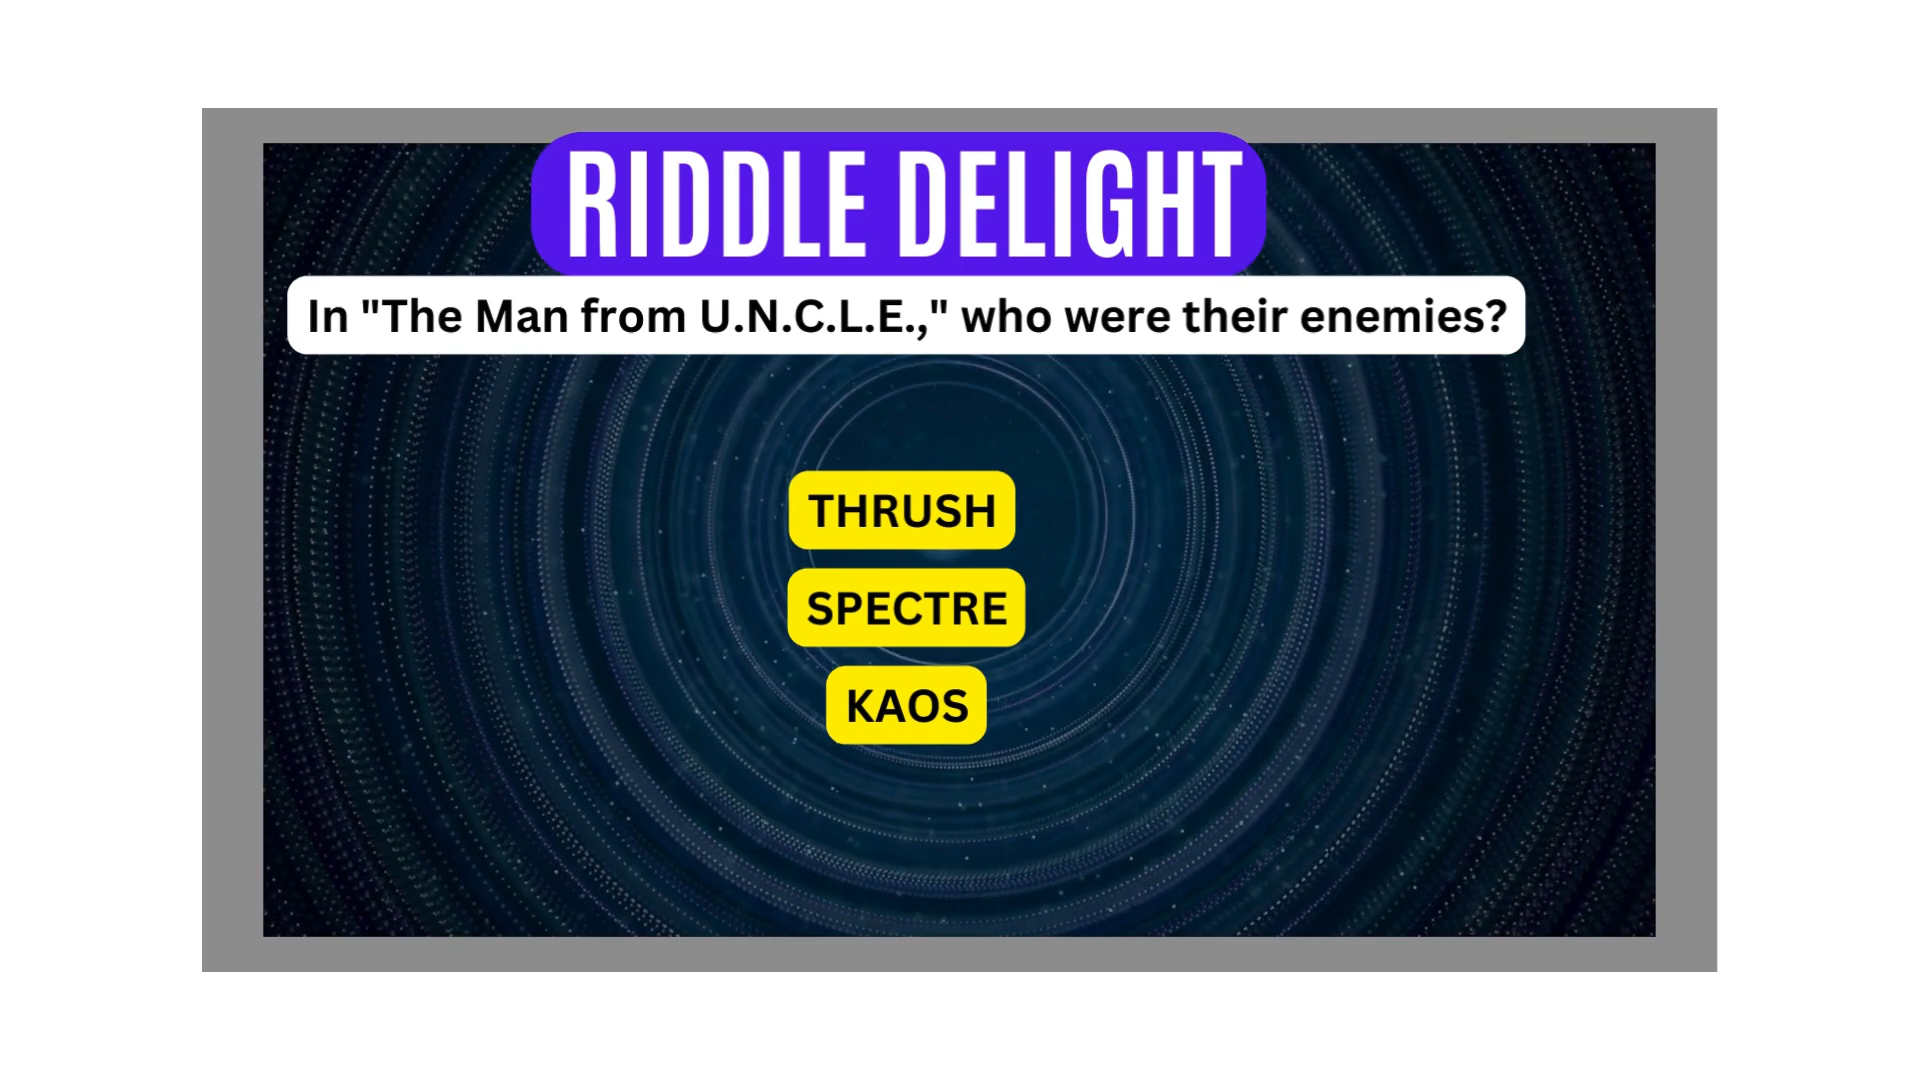 RIDDLE DELIGHT
In "The Man from U.N.C.L.E.," who were their enemies?
THRUSH
SPECTRE
KAOS